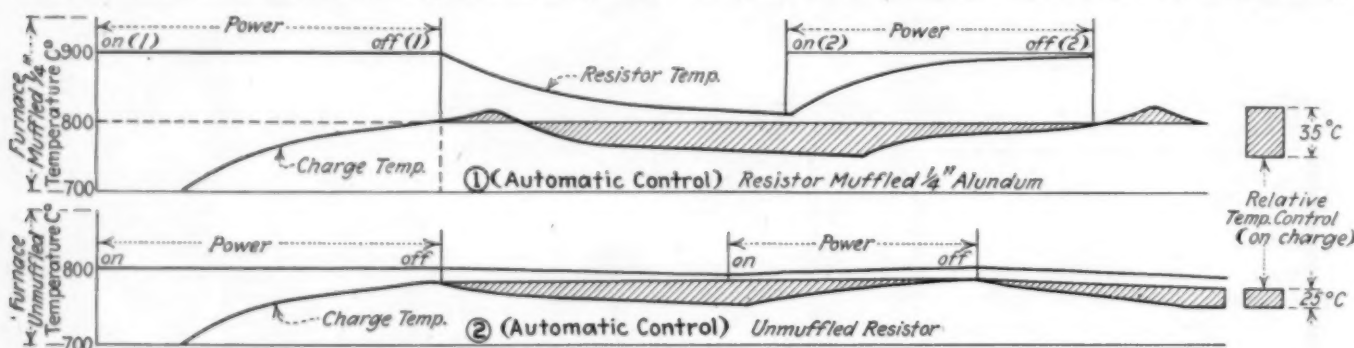 Power Power
on(1) off(1) on(2) off(2)
900
Resistor Temp.
800
Charge Temp.
700
Furnace
Muffled 1/4"
Temperature C°
① (Automatic Control) Resistor Muffled 1/4" Alundum
35°C
Relative
Temp. Control
(on charge)
25°C
Power Power
on off on off
800
Charge Temp.
700
Furnace
Unmuffled
Temperature C°
② (Automatic Control) Unmuffled Resistor